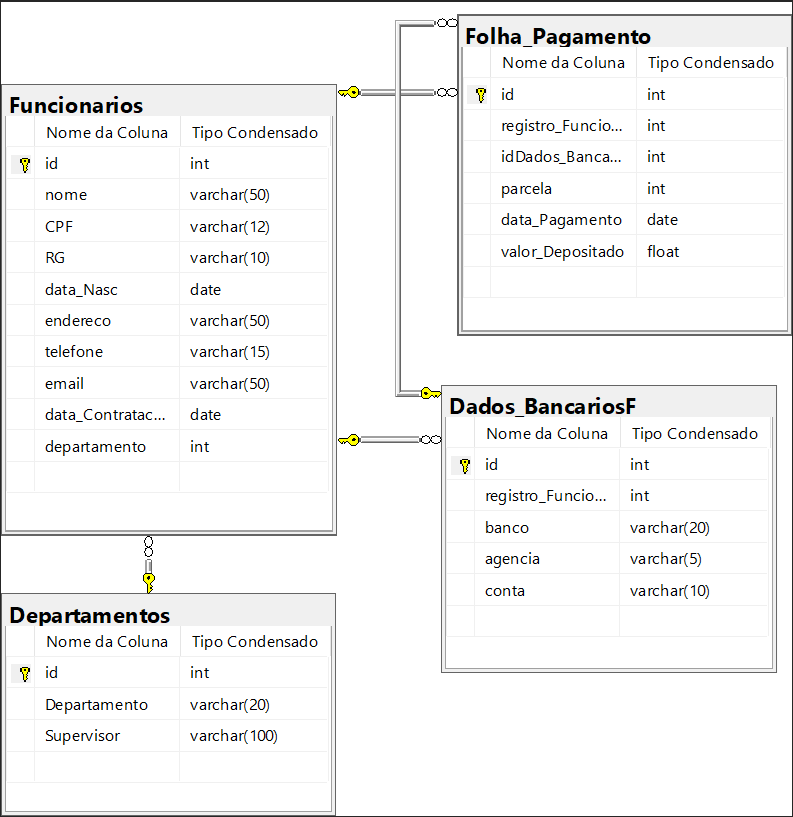 Folha_Pagamento
Nome da Coluna Tipo Condensado
id int
registro_Funcio... int
idDados_Banca... int
parcela int
data_Pagamento date
valor_Depositado float
Funcionarios
Nome da Coluna Tipo Condensado
id int
nome varchar(50)
CPF varchar(12)
RG varchar(10)
data_Nasc date
endereco varchar(50)
telefone varchar(15)
email varchar(50)
data_Contratac... date
departamento int
Dados_BancariosF
Nome da Coluna Tipo Condensado
id int
registro_Funcio... int
banco varchar(20)
agencia varchar(5)
conta varchar(10)
Departamentos
Nome da Coluna Tipo Condensado
id int
Departamento varchar(20)
Supervisor varchar(100)